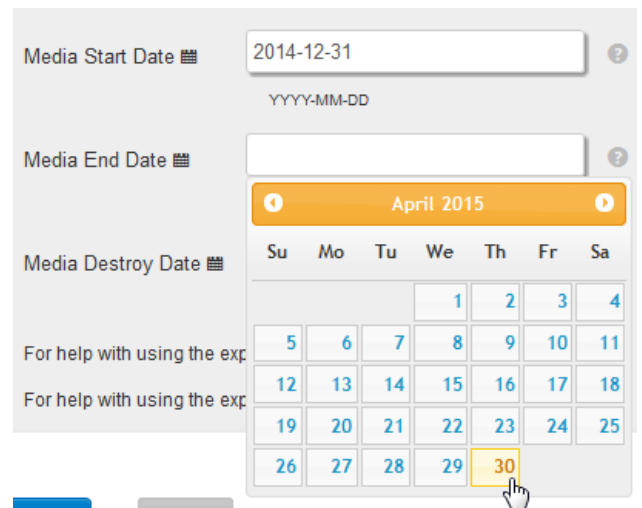 Media Start Date
2014-12-31
?
YYYY-MM-DD
Media End Date
?
April 2015
Su Mo Tu We Th Fr Sa
1 2 3 4
5 6 7 8 9 10 11
12 13 14 15 16 17 18
19 20 21 22 23 24 25
26 27 28 29 30
Media Destroy Date
For help with using the exp
For help with using the exp